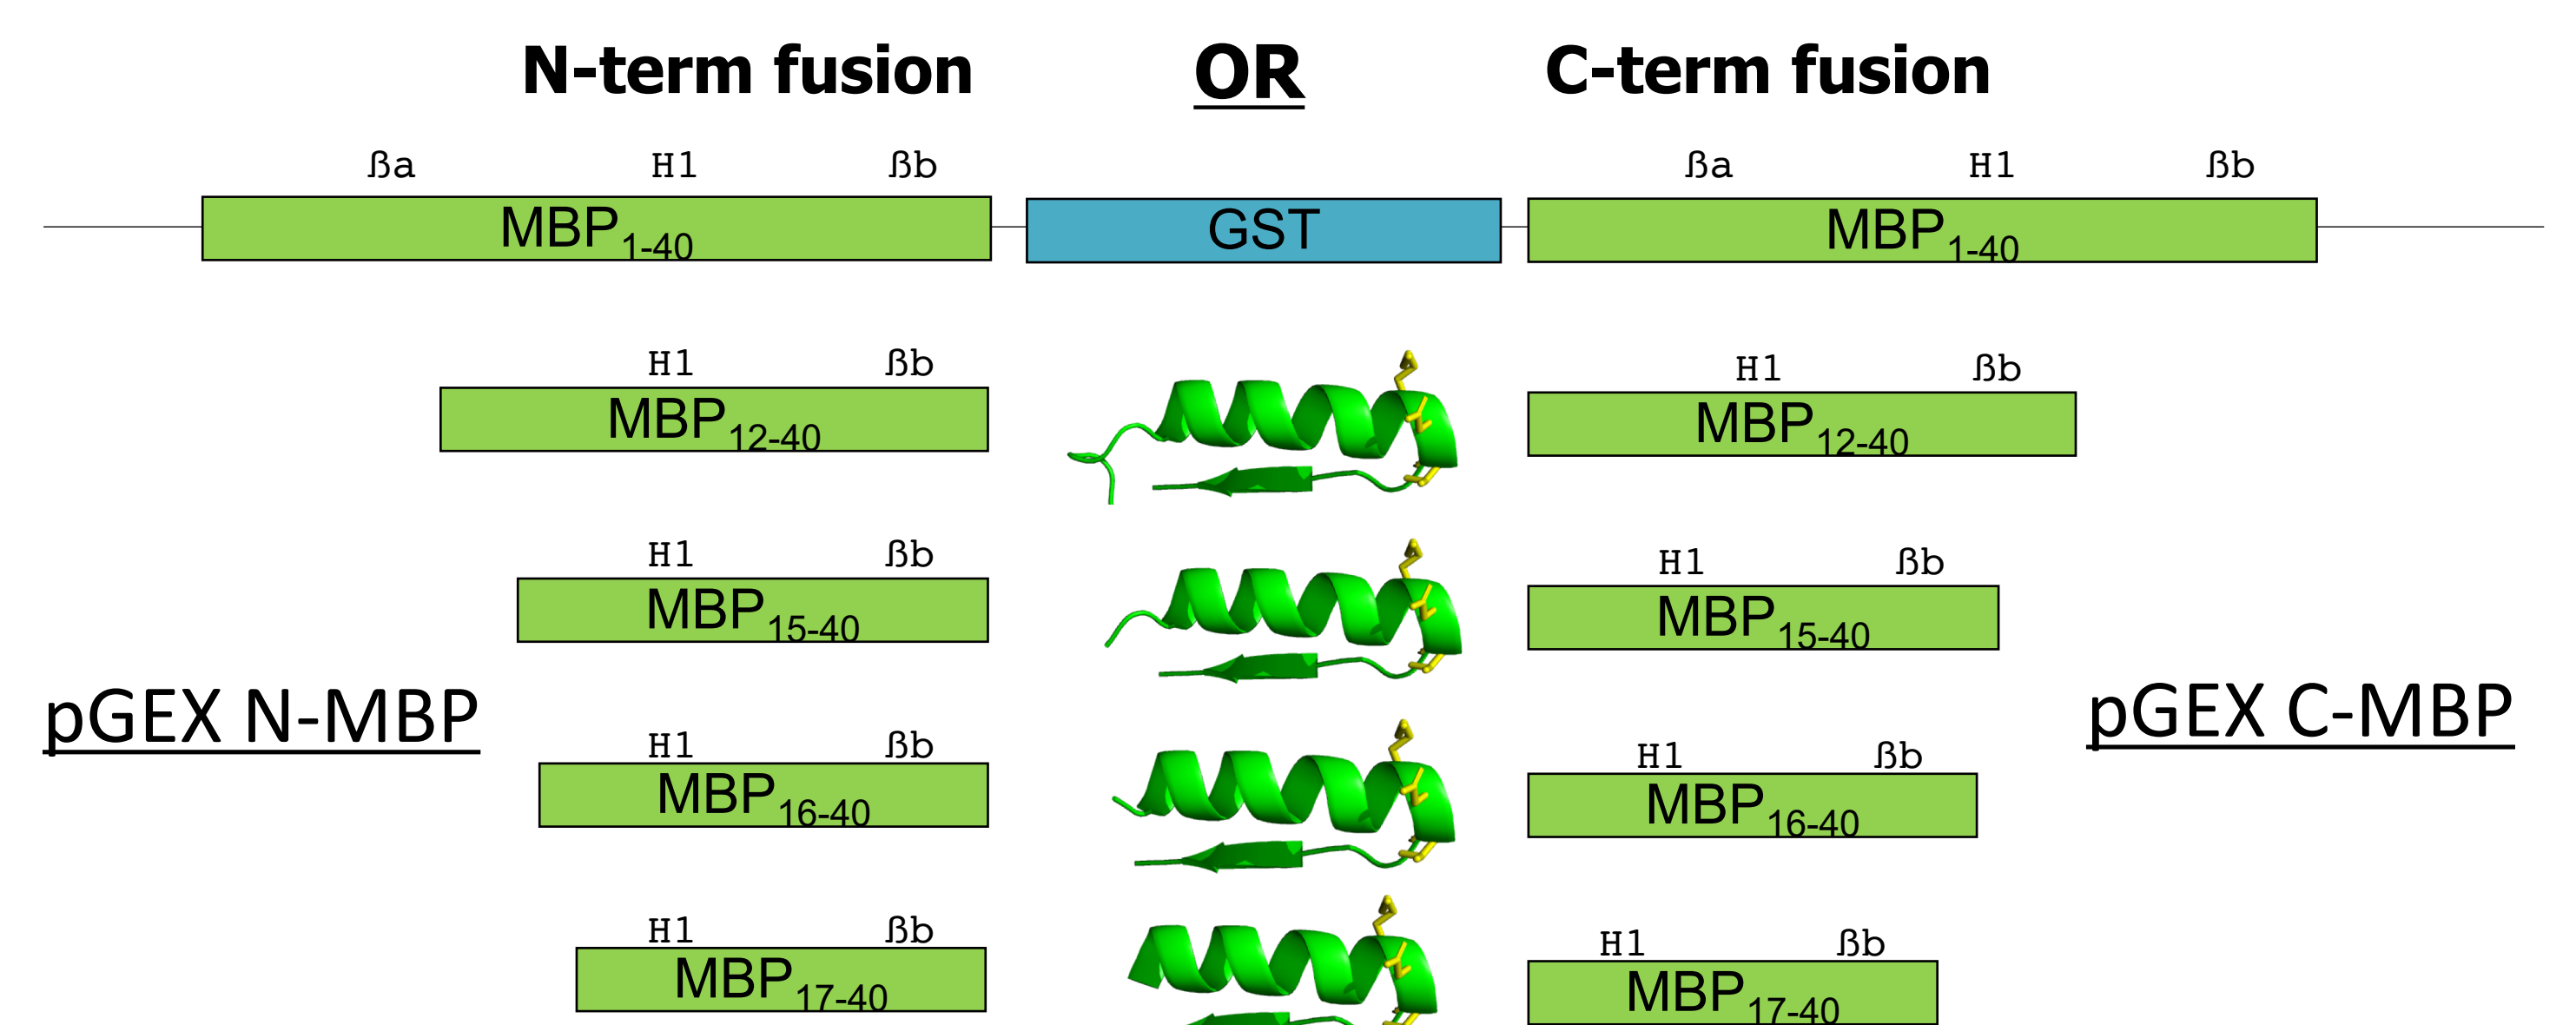 N-term fusion OR C-term fusion
ßa H1 ßb ßa H1 ßb
MBP1-40 GST MBP1-40
H1 ßb H1 ßb
MBP12-40 MBP12-40
H1 ßb H1 ßb
MBP15-40 MBP15-40
pGEX N-MBP pGEX C-MBP
H1 ßb H1 ßb
MBP16-40 MBP16-40
H1 ßb H1 ßb
MBP17-40 MBP17-40